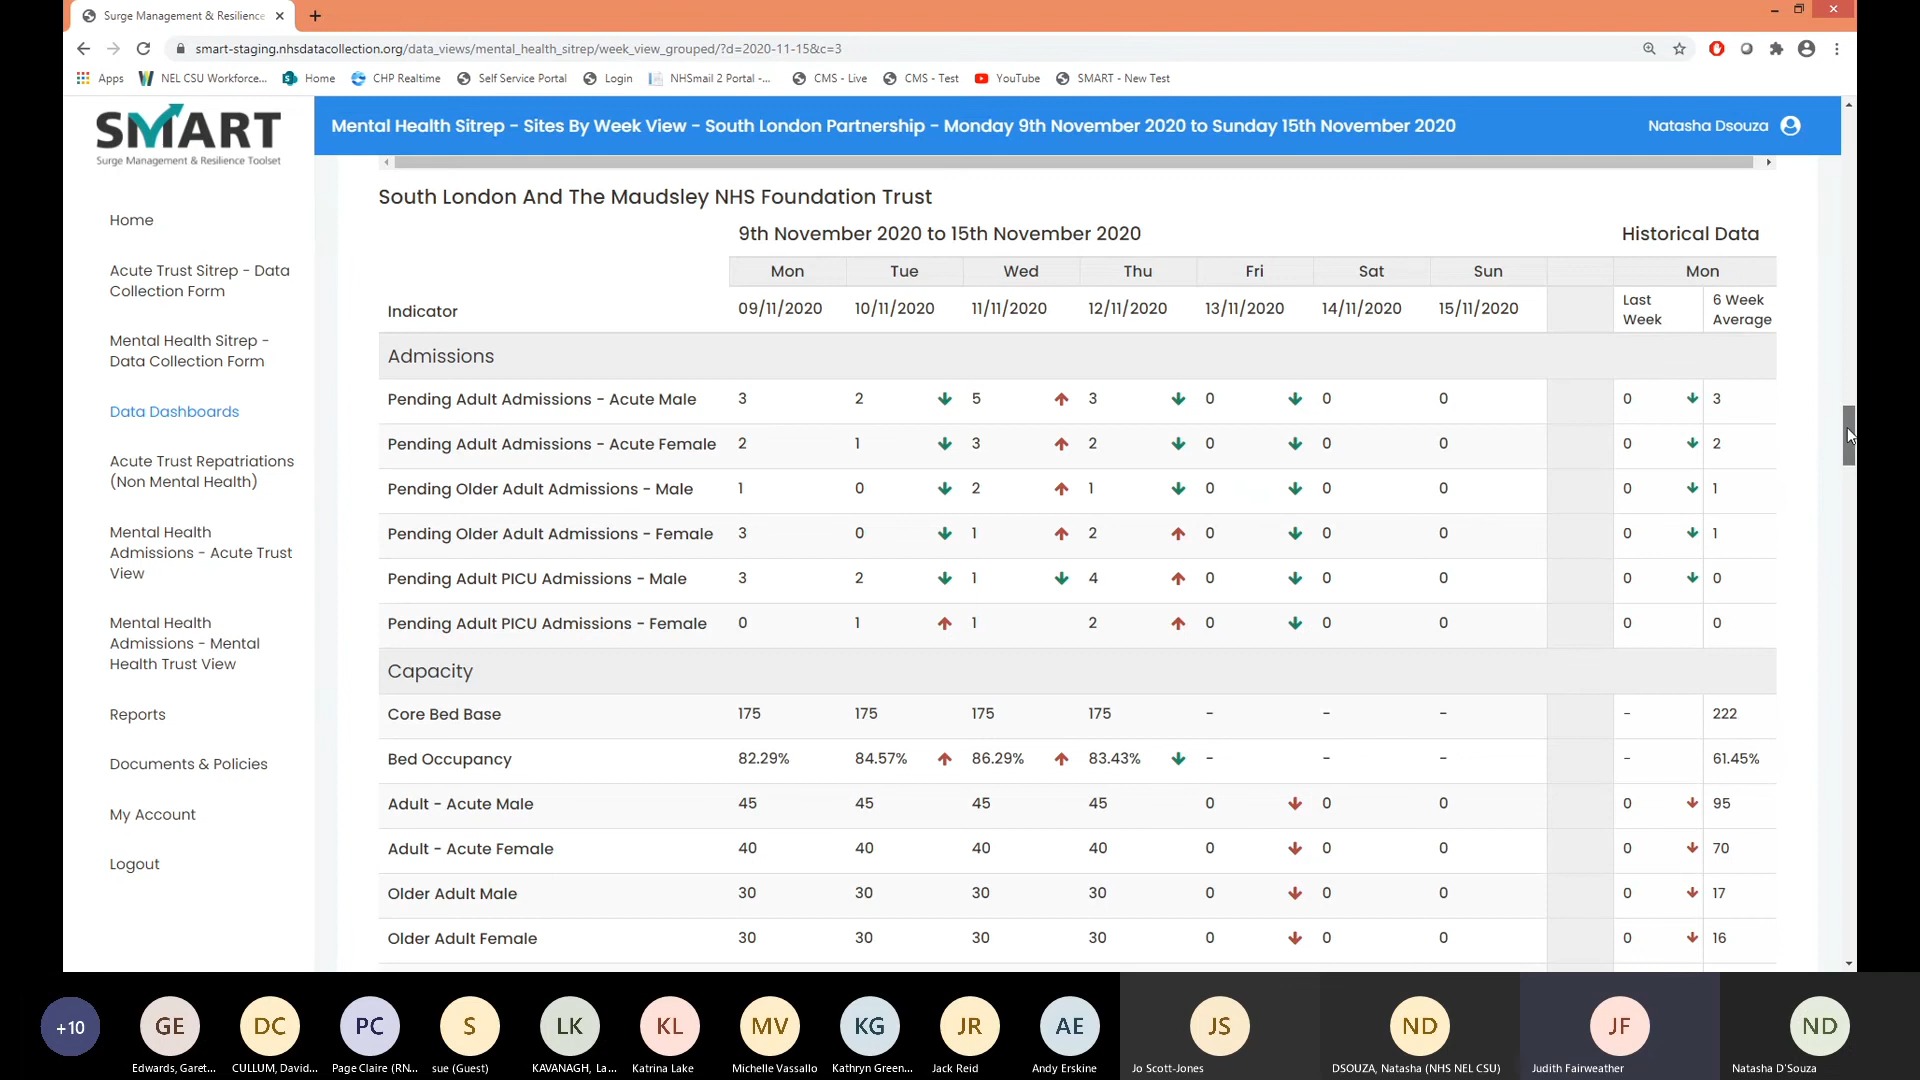 Surge Management & Resilience
smart-staging.nhsdatacollection.org/data_views/mental_health_sitrep/week_view_grouped/?d=2020-11-15&c=3
Apps NEL CSU Workforce... Home CHP Realtime Self Service Portal Login NHSmail 2 Portal -... CMS - Live CMS - Test YouTube SMART - New Test
SMART
Surge Management & Resilience Toolset
Mental Health Sitrep - Sites By Week View - South London Partnership - Monday 9th November 2020 to Sunday 15th November 2020
Natasha Dsouza
Home
Acute Trust Sitrep - Data
Collection Form
Mental Health Sitrep -
Data Collection Form
Data Dashboards
Acute Trust Repatriations
(Non Mental Health)
Mental Health
Admissions - Acute Trust
View
Mental Health
Admissions - Mental
Health Trust View
Reports
Documents & Policies
My Account
Logout
South London And The Maudsley NHS Foundation Trust
9th November 2020 to 15th November 2020 Historical Data
Mon Tue Wed Thu Fri Sat Sun Mon
Indicator 09/11/2020 10/11/2020 11/11/2020 12/11/2020 13/11/2020 14/11/2020 15/11/2020
Last
Week
6 Week
Average
Admissions
Pending Adult Admissions - Acute Male 3 2 5 3 0 0 0 0 3
Pending Adult Admissions - Acute Female 2 1 3 2 0 0 0 0 2
Pending Older Adult Admissions - Male 1 0 2 1 0 0 0 0 1
Pending Older Adult Admissions - Female 3 0 1 2 0 0 0 0 1
Pending Adult PICU Admissions - Male 3 2 1 4 0 0 0 0 0
Pending Adult PICU Admissions - Female 0 1 1 2 0 0 0 0 0
Capacity
Core Bed Base 175 175 175 175 - - - - 222
Bed Occupancy 82.29% 84.57% 86.29% 83.43% - - - - 61.45%
Adult - Acute Male 45 45 45 45 0 0 0 0 95
Adult - Acute Female 40 40 40 40 0 0 0 0 70
Older Adult Male 30 30 30 30 0 0 0 0 17
Older Adult Female 30 30 30 30 0 0 0 0 16
+10 GE DC PC S LK KL MV KG JR AE JS ND JF ND
Edwards, Garet... CULLUM, David... Page Claire (RN... sue (Guest) KAVANAGH, La... Katrina Lake Michelle Vassallo Kathryn Green... Jack Reid Andy Erskine Jo Scott-Jones DSOUZA, Natasha (NHS NEL CSU) Judith Fairweather Natasha D'Souza